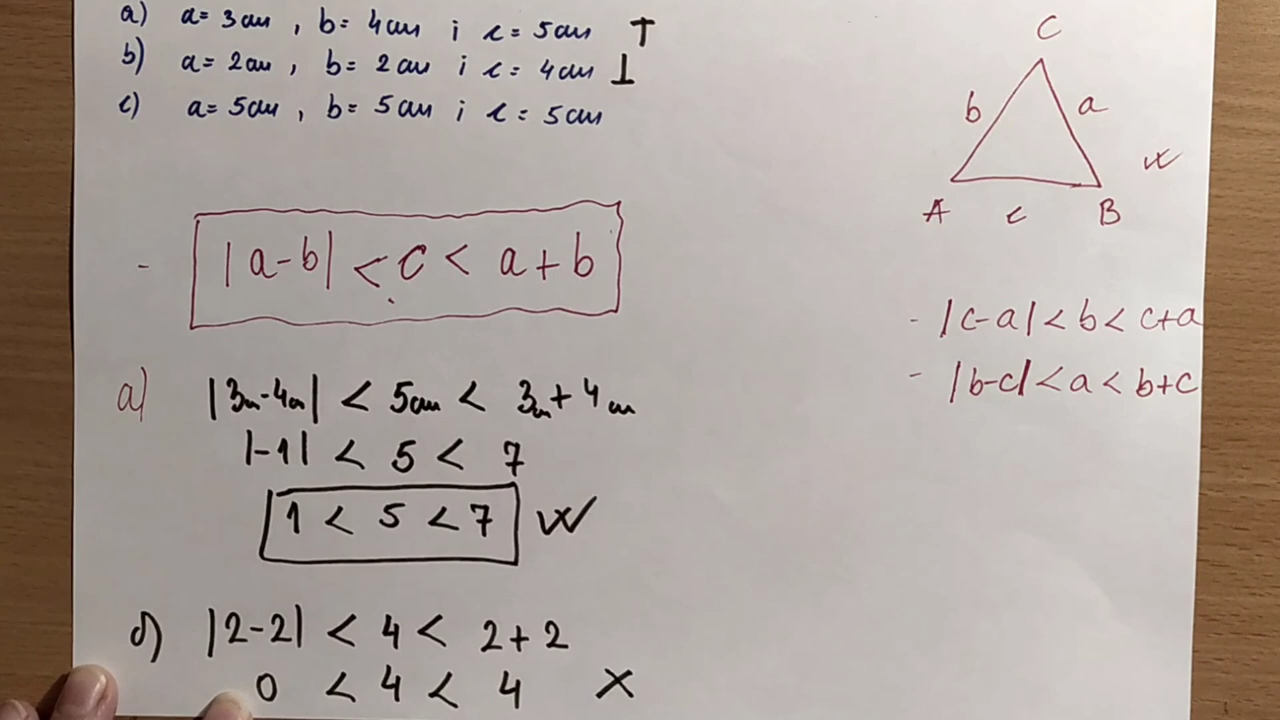 a) a= 3cm , b= 4cm i c= 5cm ⊤
b) a= 2cm , b= 2cm i c= 4cm ⊥
c) a= 5cm , b= 5cm i c= 5cm
C
b a
A c B
- |a-b| < c < a+b
- |c-a| < b < c+a
- |b-c| < a < b+c
a) |3cm-4cm| < 5cm < 3cm+4cm
|-1| < 5 < 7
1 < 5 < 7
b) |2-2| < 4 < 2+2
0 < 4 < 4 ×